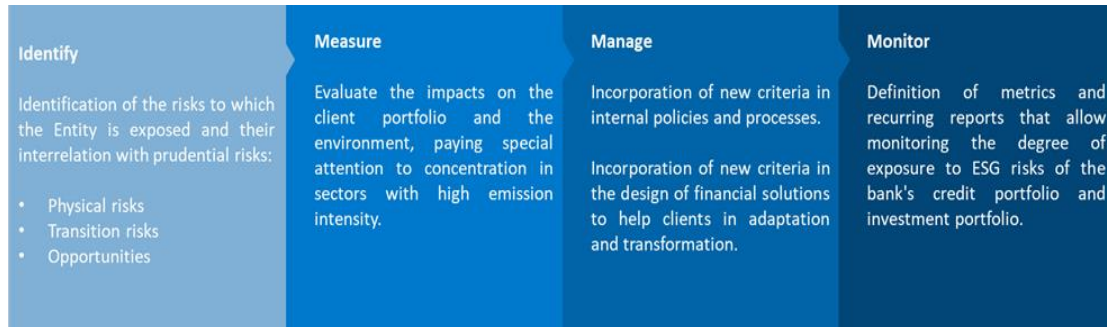 Identify
Identification of the risks to which
the Entity is exposed and their
interrelation with prudential risks:
• Physical risks
• Transition risks
• Opportunities
Measure
Evaluate the impacts on the
client portfolio and the
environment, paying special
attention to concentration in
sectors with high emission
intensity.
Manage
Incorporation of new criteria in
internal policies and processes.
Incorporation of new criteria in
the design of financial solutions
to help clients in adaptation
and transformation.
Monitor
Definition of metrics and
recurring reports that allow
monitoring the degree of
exposure to ESG risks of the
bank's credit portfolio and
investment portfolio.